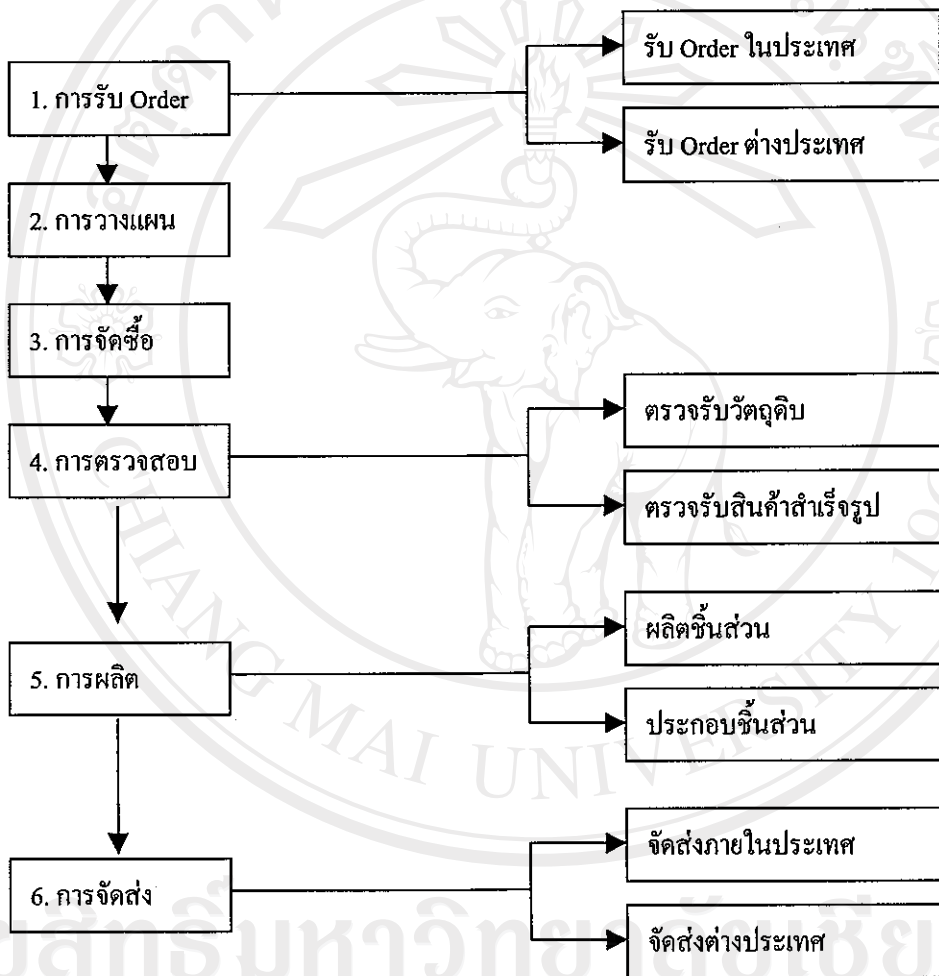 รับ Order ในประเทศ
1. การรับ Order
รับ Order ต่างประเทศ
2. การวางแผน
3. การจัดซื้อ
ตรวจรับวัตถุดิบ
4. การตรวจสอบ
ตรวจรับสินค้าสำเร็จรูป
ผลิตชิ้นส่วน
5. การผลิต
ประกอบชิ้นส่วน
จัดส่งภายในประเทศ
6. การจัดส่ง
จัดส่งต่างประเทศ
CHIANG MAI UNIVERSITY